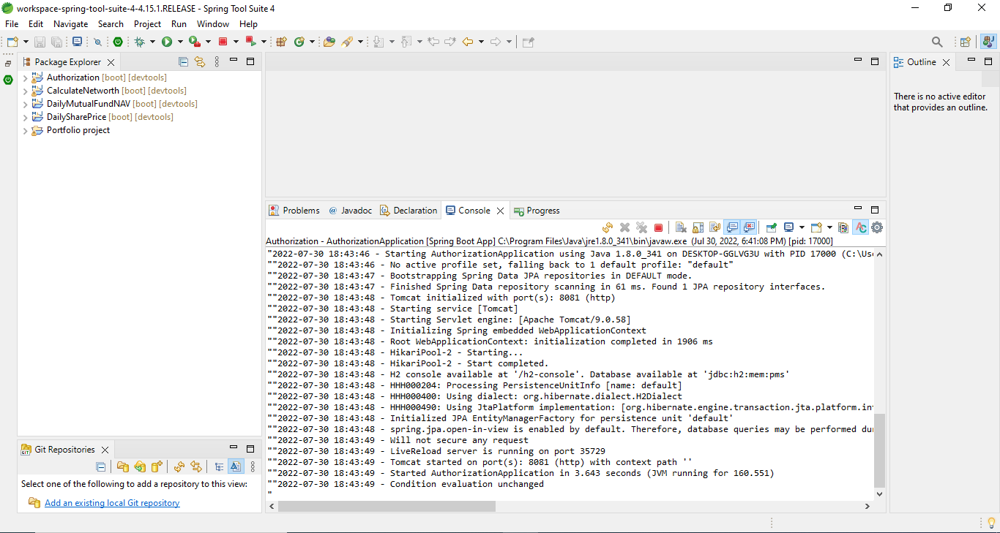 workspace-spring-tool-suite-4-4.15.1.RELEASE - Spring Tool Suite 4
File Edit Navigate Search Project Run Window Help
Package Explorer
Authorization [boot] [devtools]
CalculateNetworth [boot] [devtools]
DailyMutualFundNAV [boot] [devtools]
DailySharePrice [boot] [devtools]
Portfolio project
Outline
There is no active editor
that provides an outline.
Problems @ Javadoc Declaration Console Progress
Authorization - AuthorizationApplication [Spring Boot App] C:\Program Files\Java\jre1.8.0_341\bin\javaw.exe (Jul 30, 2022, 6:41:08 PM) [pid: 17000]
"2022-07-30 18:43:46 - Starting AuthorizationApplication using Java 1.8.0_341 on DESKTOP-GGLVG3U with PID 17000 (C:\Use
""2022-07-30 18:43:46 - No active profile set, falling back to 1 default profile: "default"
""2022-07-30 18:43:47 - Bootstrapping Spring Data JPA repositories in DEFAULT mode.
""2022-07-30 18:43:47 - Finished Spring Data repository scanning in 61 ms. Found 1 JPA repository interfaces.
""2022-07-30 18:43:48 - Tomcat initialized with port(s): 8081 (http)
""2022-07-30 18:43:48 - Starting service [Tomcat]
""2022-07-30 18:43:48 - Starting Servlet engine: [Apache Tomcat/9.0.58]
""2022-07-30 18:43:48 - Initializing Spring embedded WebApplicationContext
""2022-07-30 18:43:48 - Root WebApplicationContext: initialization completed in 1906 ms
""2022-07-30 18:43:48 - HikariPool-2 - Starting...
""2022-07-30 18:43:48 - HikariPool-2 - Start completed.
""2022-07-30 18:43:48 - H2 console available at '/h2-console'. Database available at 'jdbc:h2:mem:pms'
""2022-07-30 18:43:48 - HHH000204: Processing PersistenceUnitInfo [name: default]
""2022-07-30 18:43:48 - HHH000400: Using dialect: org.hibernate.dialect.H2Dialect
""2022-07-30 18:43:48 - HHH000490: Using JtaPlatform implementation: [org.hibernate.engine.transaction.jta.platform.int
""2022-07-30 18:43:48 - Initialized JPA EntityManagerFactory for persistence unit 'default'
""2022-07-30 18:43:48 - spring.jpa.open-in-view is enabled by default. Therefore, database queries may be performed du
""2022-07-30 18:43:49 - Will not secure any request
""2022-07-30 18:43:49 - LiveReload server is running on port 35729
""2022-07-30 18:43:49 - Tomcat started on port(s): 8081 (http) with context path ''
""2022-07-30 18:43:49 - Started AuthorizationApplication in 3.643 seconds (JVM running for 160.551)
""2022-07-30 18:43:49 - Condition evaluation unchanged
"
Git Repositories
Select one of the following to add a repository to this view:
Add an existing local Git repository